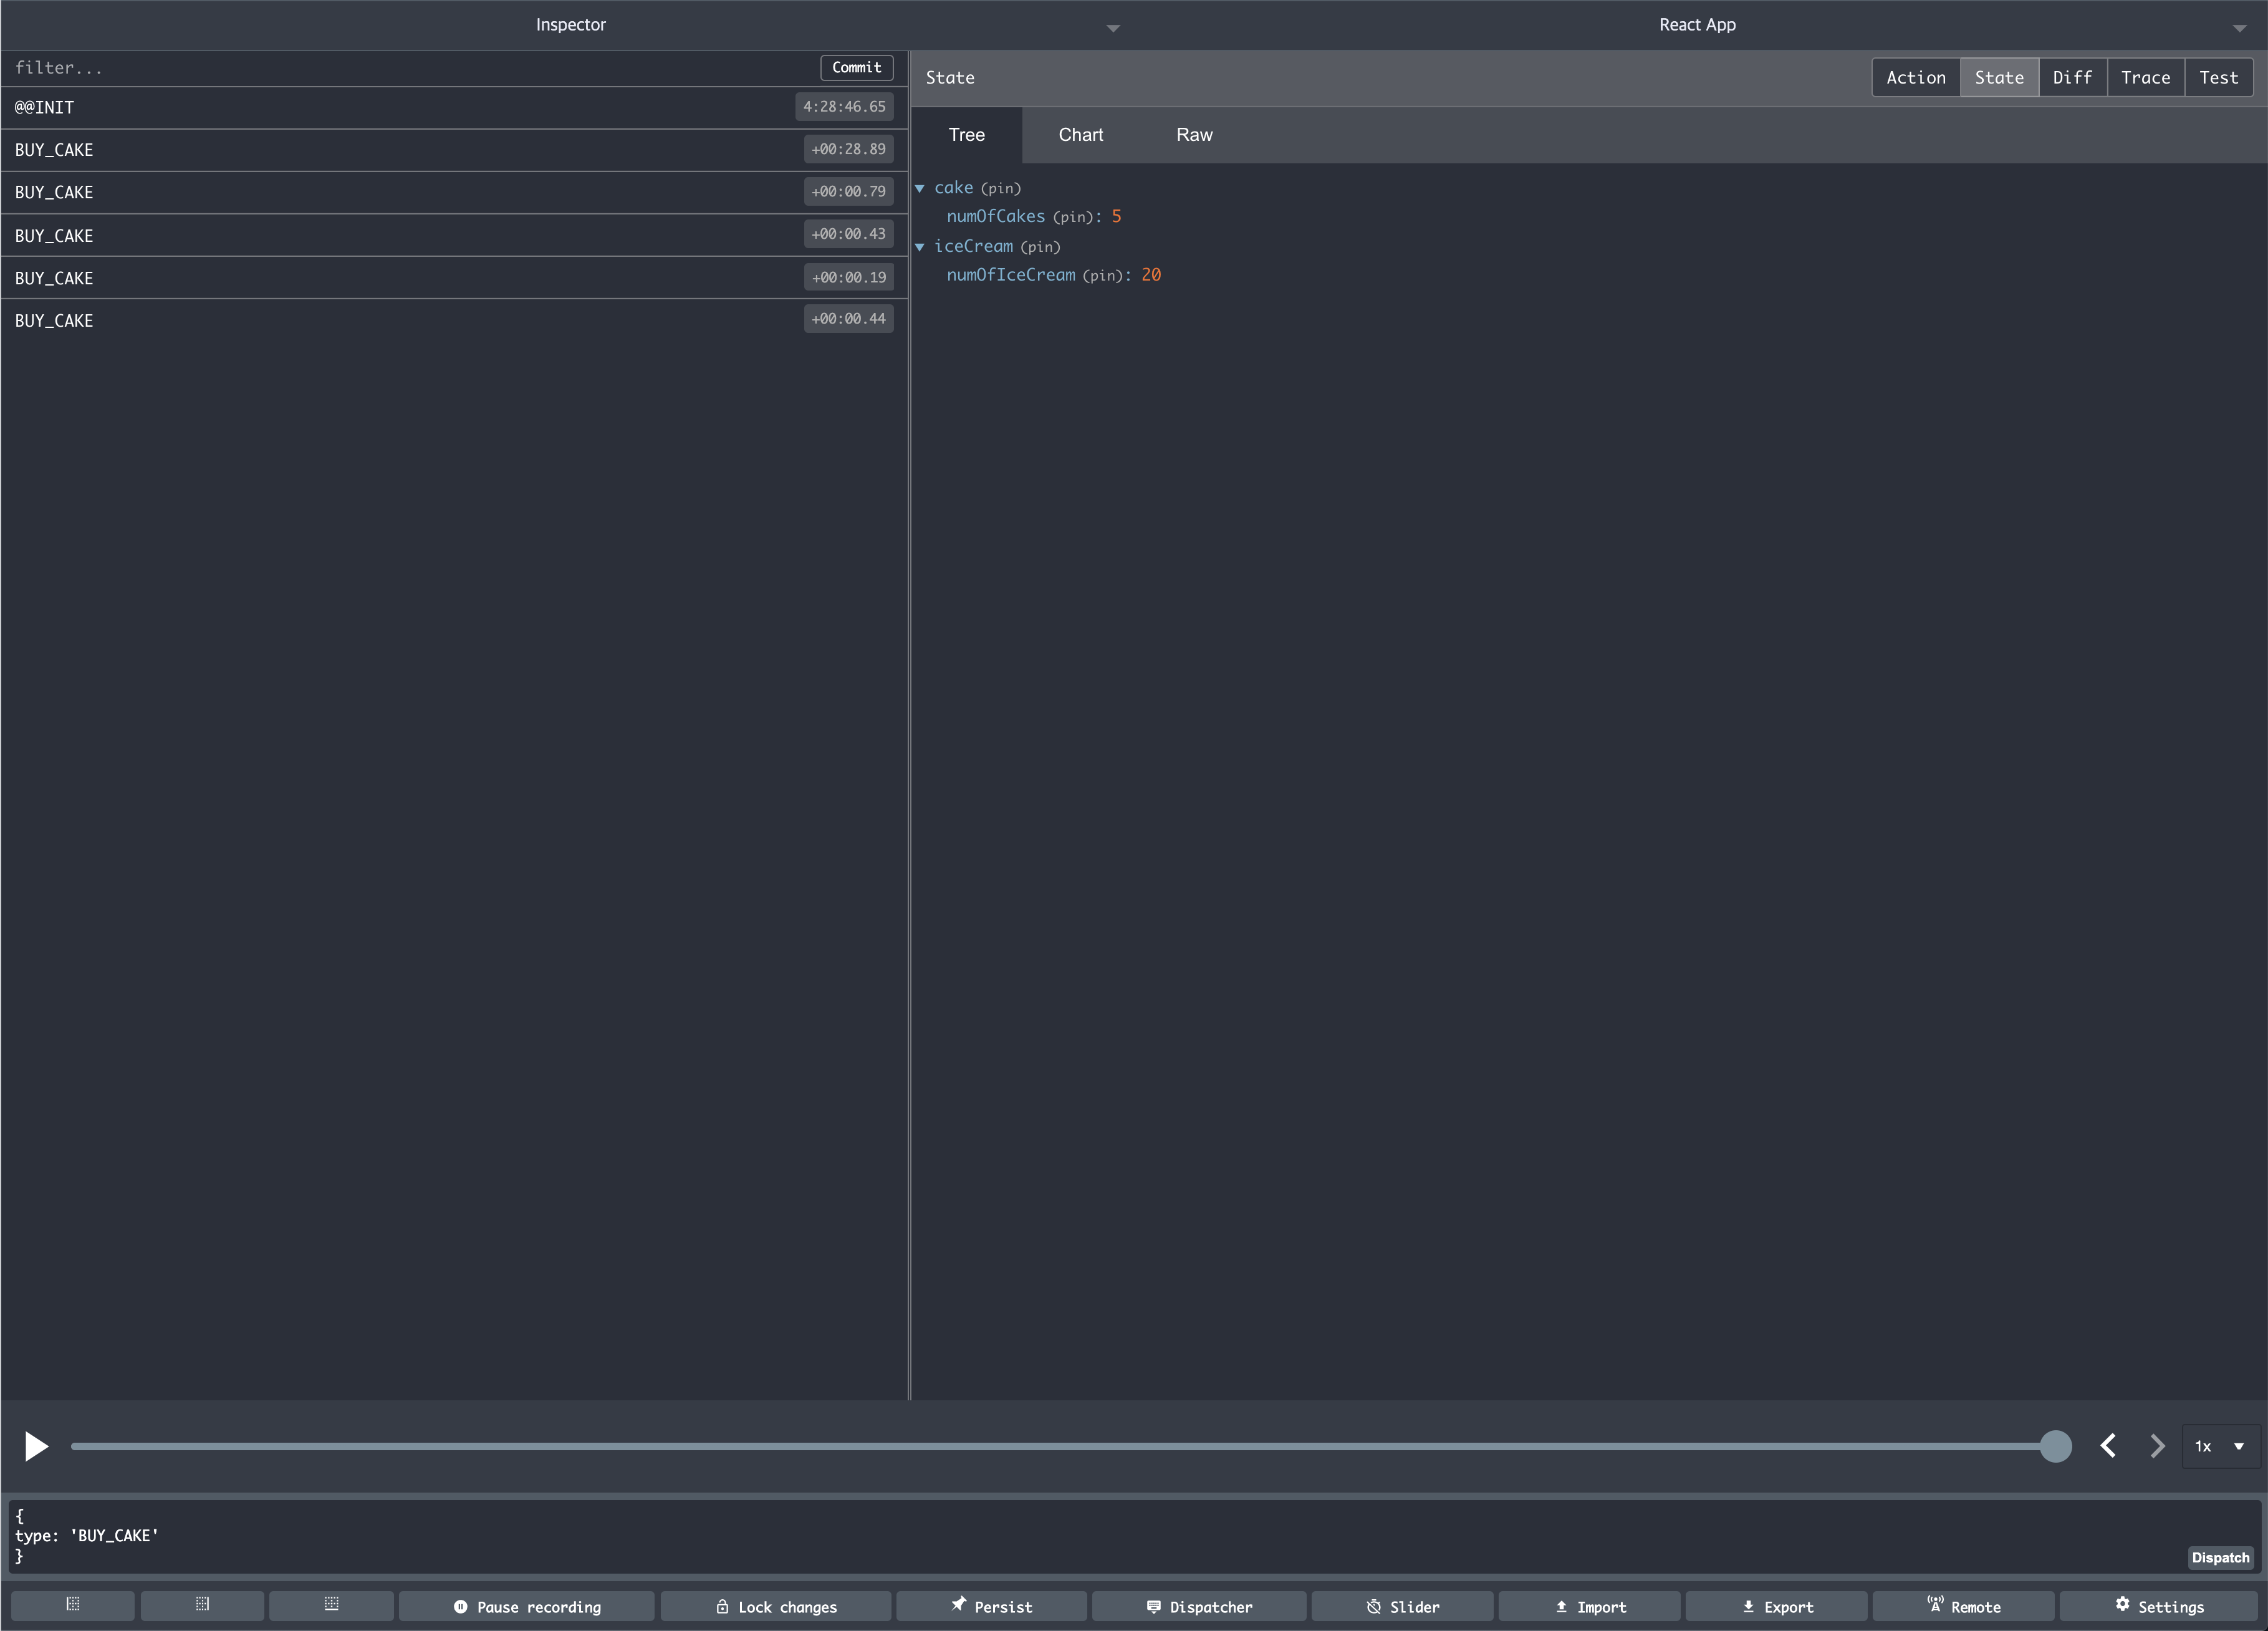 Inspector
React App
filter...
Commit
@@INIT
4:28:46.65
BUY_CAKE
+00:28.89
BUY_CAKE
+00:00.79
BUY_CAKE
+00:00.43
BUY_CAKE
+00:00.19
BUY_CAKE
+00:00.44
State
Action
State
Diff
Trace
Test
Tree
Chart
Raw
cake (pin)
numOfCakes (pin): 5
iceCream (pin)
numOfIceCream (pin): 20
1x
{
type: 'BUY_CAKE'
}
Dispatch
Pause recording
Lock changes
Persist
Dispatcher
Slider
Import
Export
Remote
Settings